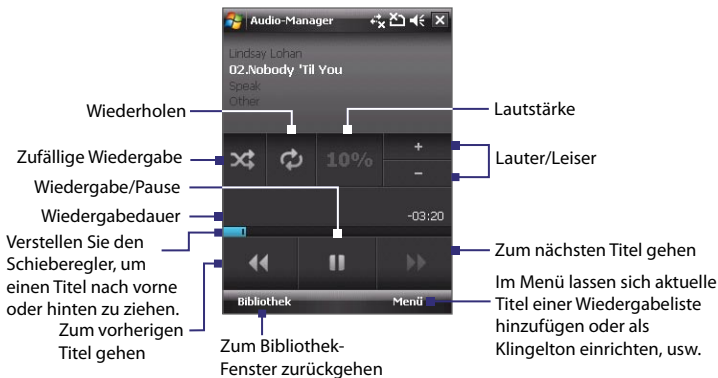 Audio-Manager
Lindsay Lohan
02.Nobody 'Til You
Speak
Other
Wiederholen
Lautstärke
10%
+
-
Zufällige Wiedergabe
Lauter/Leiser
Wiedergabe/Pause
Wiedergabedauer
-03:20
Verstellen Sie den
Schieberegler, um
einen Titel nach vorne
oder hinten zu ziehen.
Zum nächsten Titel gehen
Zum vorherigen
Titel gehen
Bibliothek
Menü
Im Menü lassen sich aktuelle
Titel einer Wiedergabeliste
hinzufügen oder als
Klingelton einrichten, usw.
Zum Bibliothek-
Fenster zurückgehen